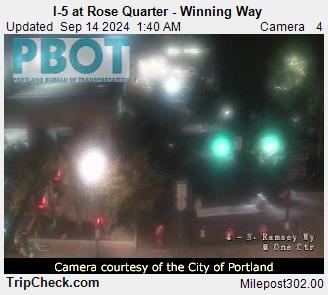 I-5 at Rose Quarter - Winning Way
Updated Sep 14 2024 1:40 AM Camera 4
PBOT
PORTLAND BUREAU OF TRANSPORTATION
4 - N. Ramsey Wy
@ One Ctr
Camera courtesy of the City of Portland
TripCheck.com Milepost302.00